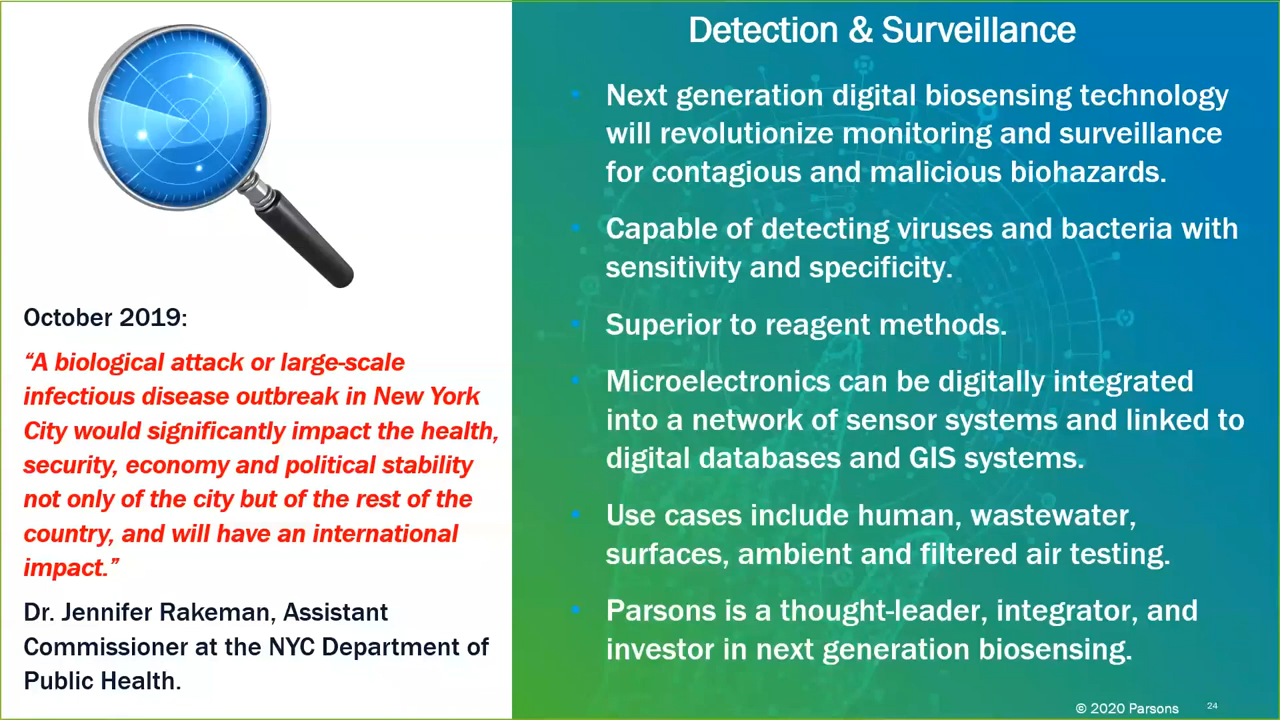 Detection & Surveillance
October 2019:
“A biological attack or large-scale
infectious disease outbreak in New York
City would significantly impact the health,
security, economy and political stability
not only of the city but of the rest of the
country, and will have an international
impact.”
Dr. Jennifer Rakeman, Assistant
Commissioner at the NYC Department of
Public Health.
• Next generation digital biosensing technology
will revolutionize monitoring and surveillance
for contagious and malicious biohazards.
• Capable of detecting viruses and bacteria with
sensitivity and specificity.
• Superior to reagent methods.
• Microelectronics can be digitally integrated
into a network of sensor systems and linked to
digital databases and GIS systems.
• Use cases include human, wastewater,
surfaces, ambient and filtered air testing.
• Parsons is a thought-leader, integrator, and
investor in next generation biosensing.
© 2020 Parsons 24